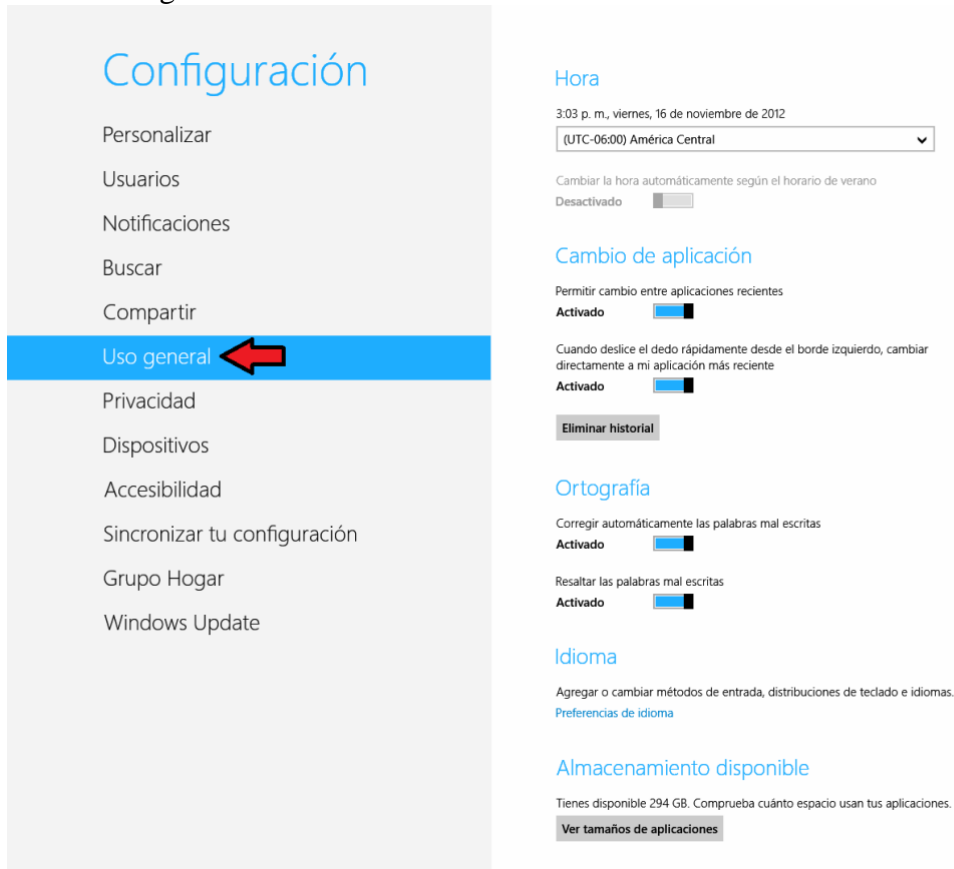 Configuración
Personalizar
Usuarios
Notificaciones
Buscar
Compartir
Uso general
Privacidad
Dispositivos
Accesibilidad
Sincronizar tu configuración
Grupo Hogar
Windows Update
Hora
3:03 p. m., viernes, 16 de noviembre de 2012
(UTC-06:00) América Central
Cambiar la hora automáticamente según el horario de verano
Desactivado
Cambio de aplicación
Permitir cambio entre aplicaciones recientes
Activado
Cuando deslice el dedo rápidamente desde el borde izquierdo, cambiar
directamente a mi aplicación más reciente
Activado
Eliminar historial
Ortografía
Corregir automáticamente las palabras mal escritas
Activado
Resaltar las palabras mal escritas
Activado
Idioma
Agregar o cambiar métodos de entrada, distribuciones de teclado e idiomas.
Preferencias de idioma
Almacenamiento disponible
Tienes disponible 294 GB. Comprueba cuánto espacio usan tus aplicaciones.
Ver tamaños de aplicaciones